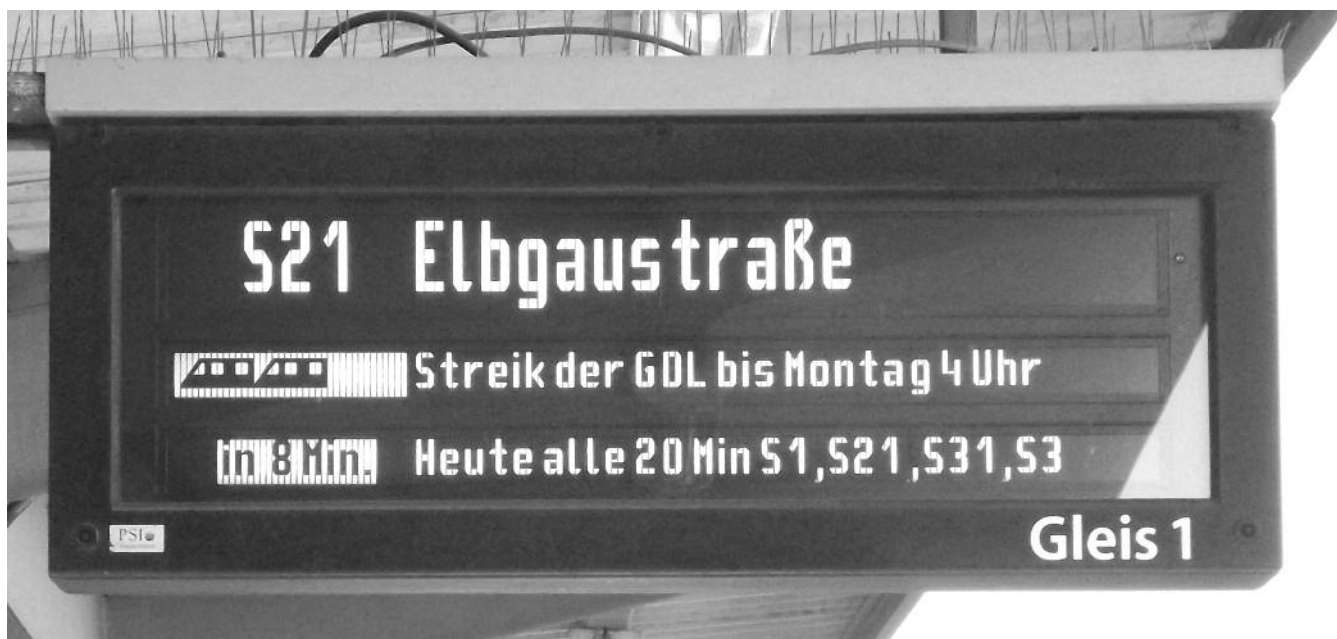 S21 Elbgaustraße
Streik der GDL bis Montag 4 Uhr
in 8 Min. Heute alle 20 Min S1,S21,S31,S3
PSI
Gleis 1